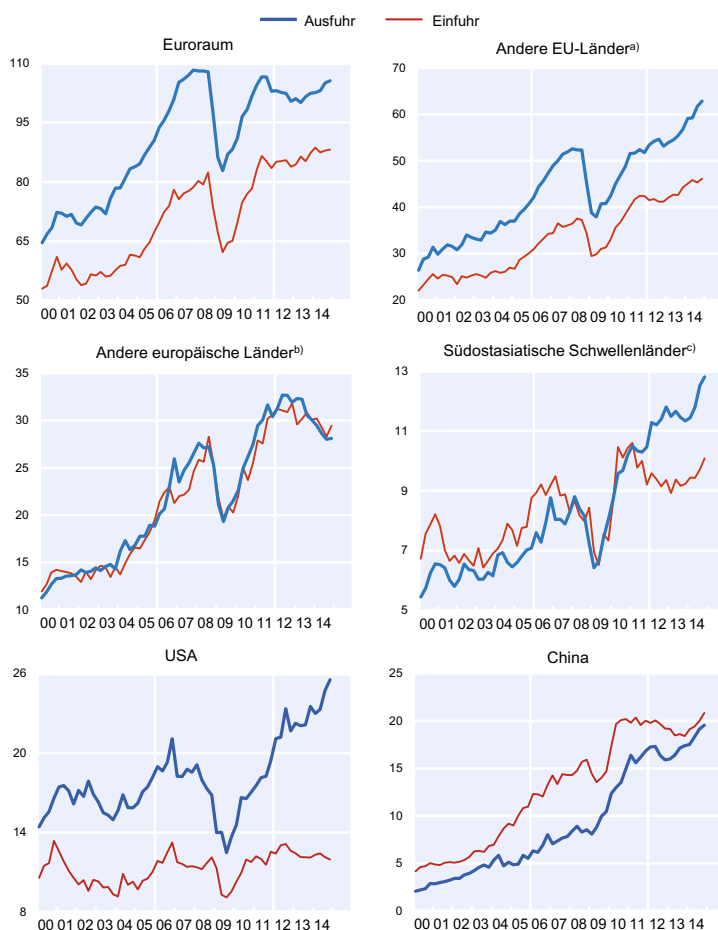 Ausfuhr Einfuhr
Euroraum
110
95
80
65
50
00 01 02 03 04 05 06 07 08 09 10 11 12 13 14
Andere EU-Länderᵃ⁾
70
60
50
40
30
20
00 01 02 03 04 05 06 07 08 09 10 11 12 13 14
Andere europäische Länderᵇ⁾
35
30
25
20
15
10
00 01 02 03 04 05 06 07 08 09 10 11 12 13 14
Südostasiatische Schwellenländerᶜ⁾
13
11
9
7
5
00 01 02 03 04 05 06 07 08 09 10 11 12 13 14
USA
26
20
14
8
00 01 02 03 04 05 06 07 08 09 10 11 12 13 14
China
25
20
15
10
5
0
00 01 02 03 04 05 06 07 08 09 10 11 12 13 14